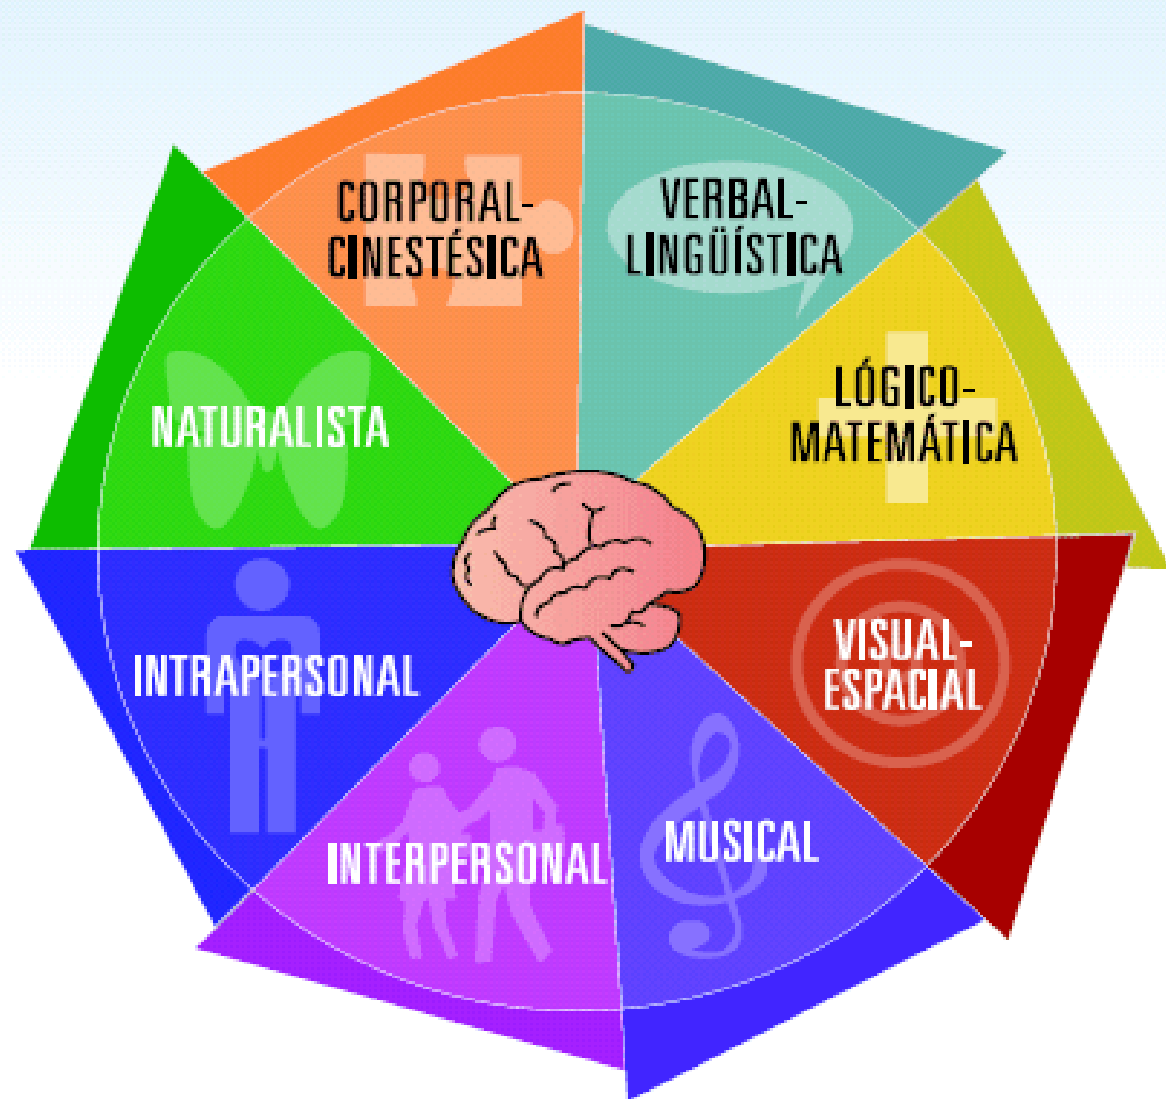 CORPORAL-
CINESTÉSICA
VERBAL-
LINGÜÍSTICA
LÓGICO-
MATEMÁTICA
NATURALISTA
VISUAL-
ESPACIAL
INTRAPERSONAL
MUSICAL
INTERPERSONAL